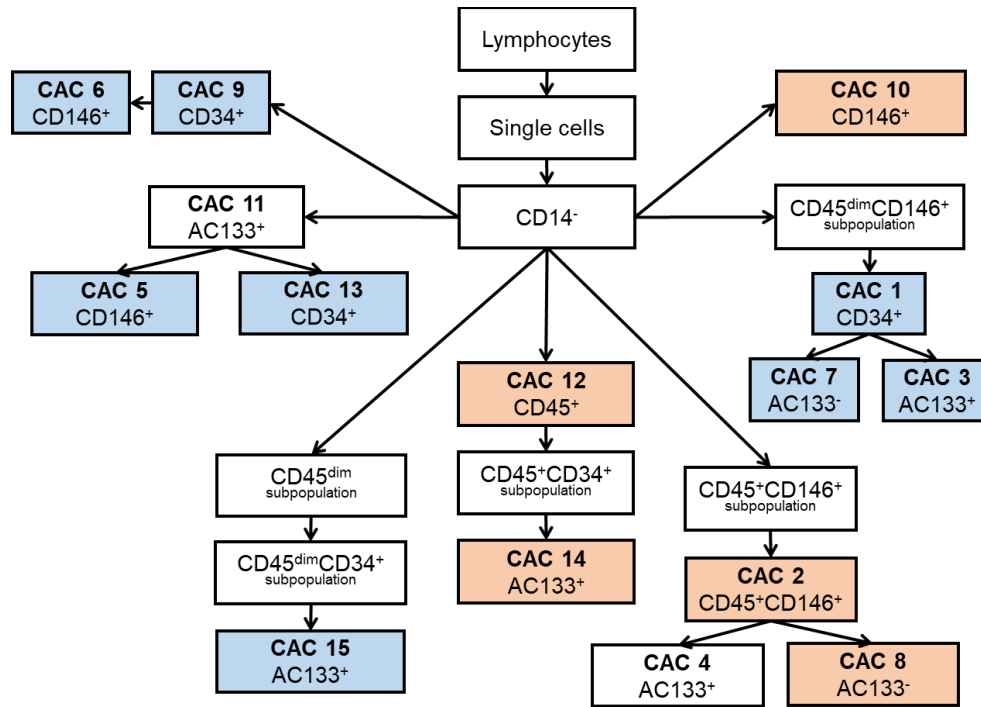 Lymphocytes
CAC 6
CD146⁺
CAC 9
CD34⁺
Single cells
CAC 10
CD146⁺
CAC 11
AC133⁺
CD14⁻
CD45ᵈⁱᵐCD146⁺
subpopulation
CAC 5
CD146⁺
CAC 13
CD34⁺
CAC 1
CD34⁺
CAC 7
AC133⁻
CAC 3
AC133⁺
CAC 12
CD45⁺
CD45ᵈⁱᵐ
subpopulation
CD45⁺CD34⁺
subpopulation
CD45⁺CD146⁺
subpopulation
CD45ᵈⁱᵐCD34⁺
subpopulation
CAC 14
AC133⁺
CAC 2
CD45⁺CD146⁺
CAC 15
AC133⁺
CAC 4
AC133⁺
CAC 8
AC133⁻